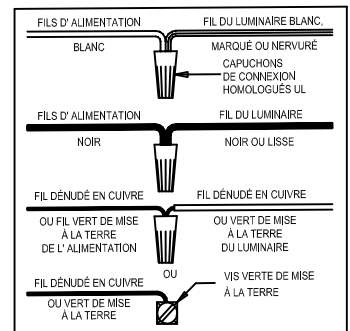 FILS D'ALIMENTATION
FIL DU LUMINAIRE BLANC,
BLANC
MARQUÉ OU NERVURÉ
CAPUCHONS
DE CONNEXION
HOMOLOGUÉS UL
FILS D'ALIMENTATION
FIL DU LUMINAIRE
NOIR
NOIR OU LISSE
FIL DÉNUDÉ EN CUIVRE
FIL DÉNUDÉ EN CUIVRE
OU FIL VERT DE MISE
À LA TERRE
DE L' ALIMENTATION
OU VERT DE MISE
À LA TERRE
DU LUMINAIRE
OU
FIL DÉNUDÉ EN CUIVRE
OU VERT DE MISE
À LA TERRE
VIS VERTE DE MISE
À LA TERRE